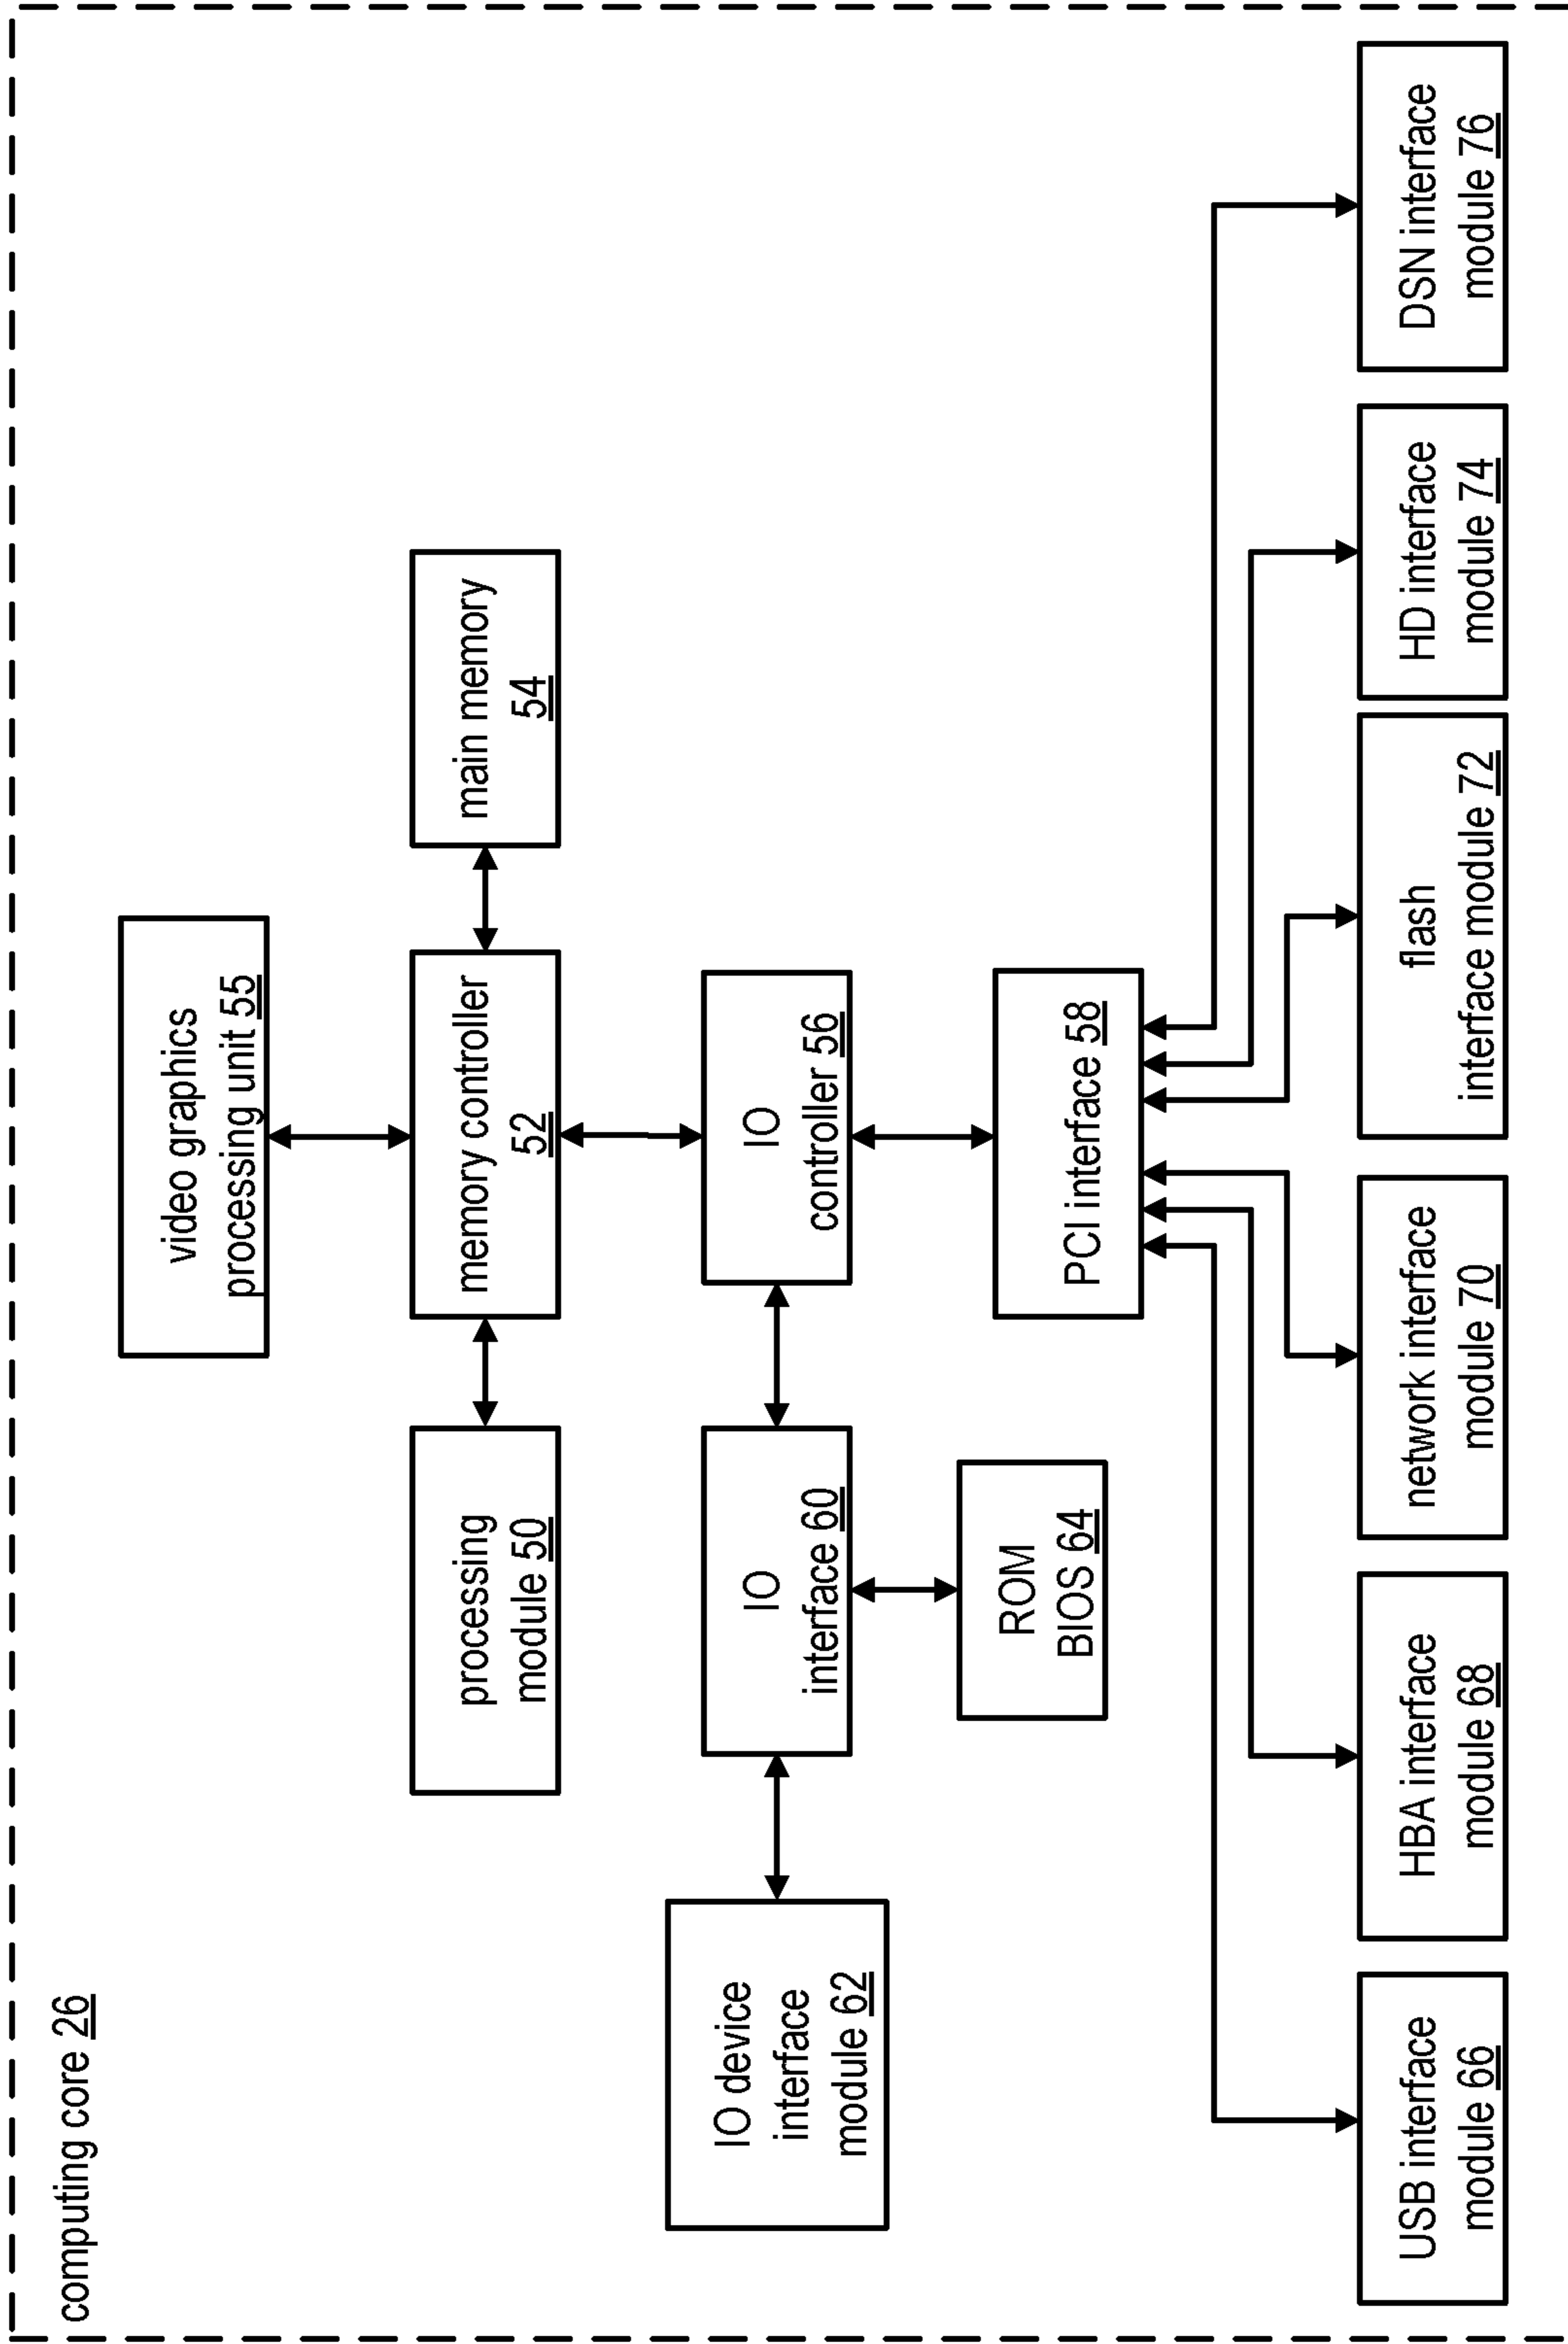 computing core 26
video graphics
processing unit 55
processing
module 50
memory controller
52
main memory
54
IO device
interface
module 62
IO
interface 60
IO
controller 56
ROM
BIOS 64
PCI interface 58
USB interface
module 66
HBA interface
module 68
network interface
module 70
flash
interface module 72
HD interface
module 74
DSN interface
module 76